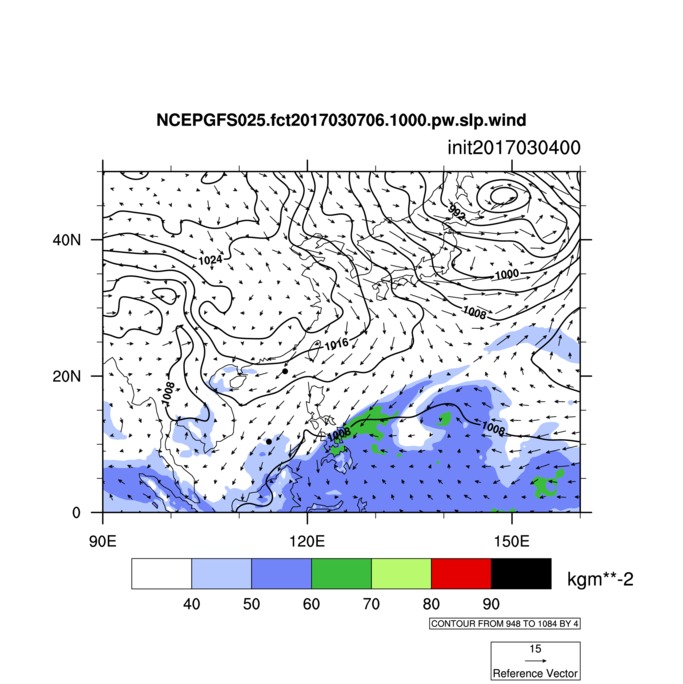 NCEPGFS025.fct2017030706.1000.pw.slp.wind
init2017030400
992
40N
1024
1000
1008
1016
20N
1008
1008
1008
0
90E 120E 150E
40 50 60 70 80 90
kgm**-2
CONTOUR FROM 948 TO 1084 BY 4
15
Reference Vector